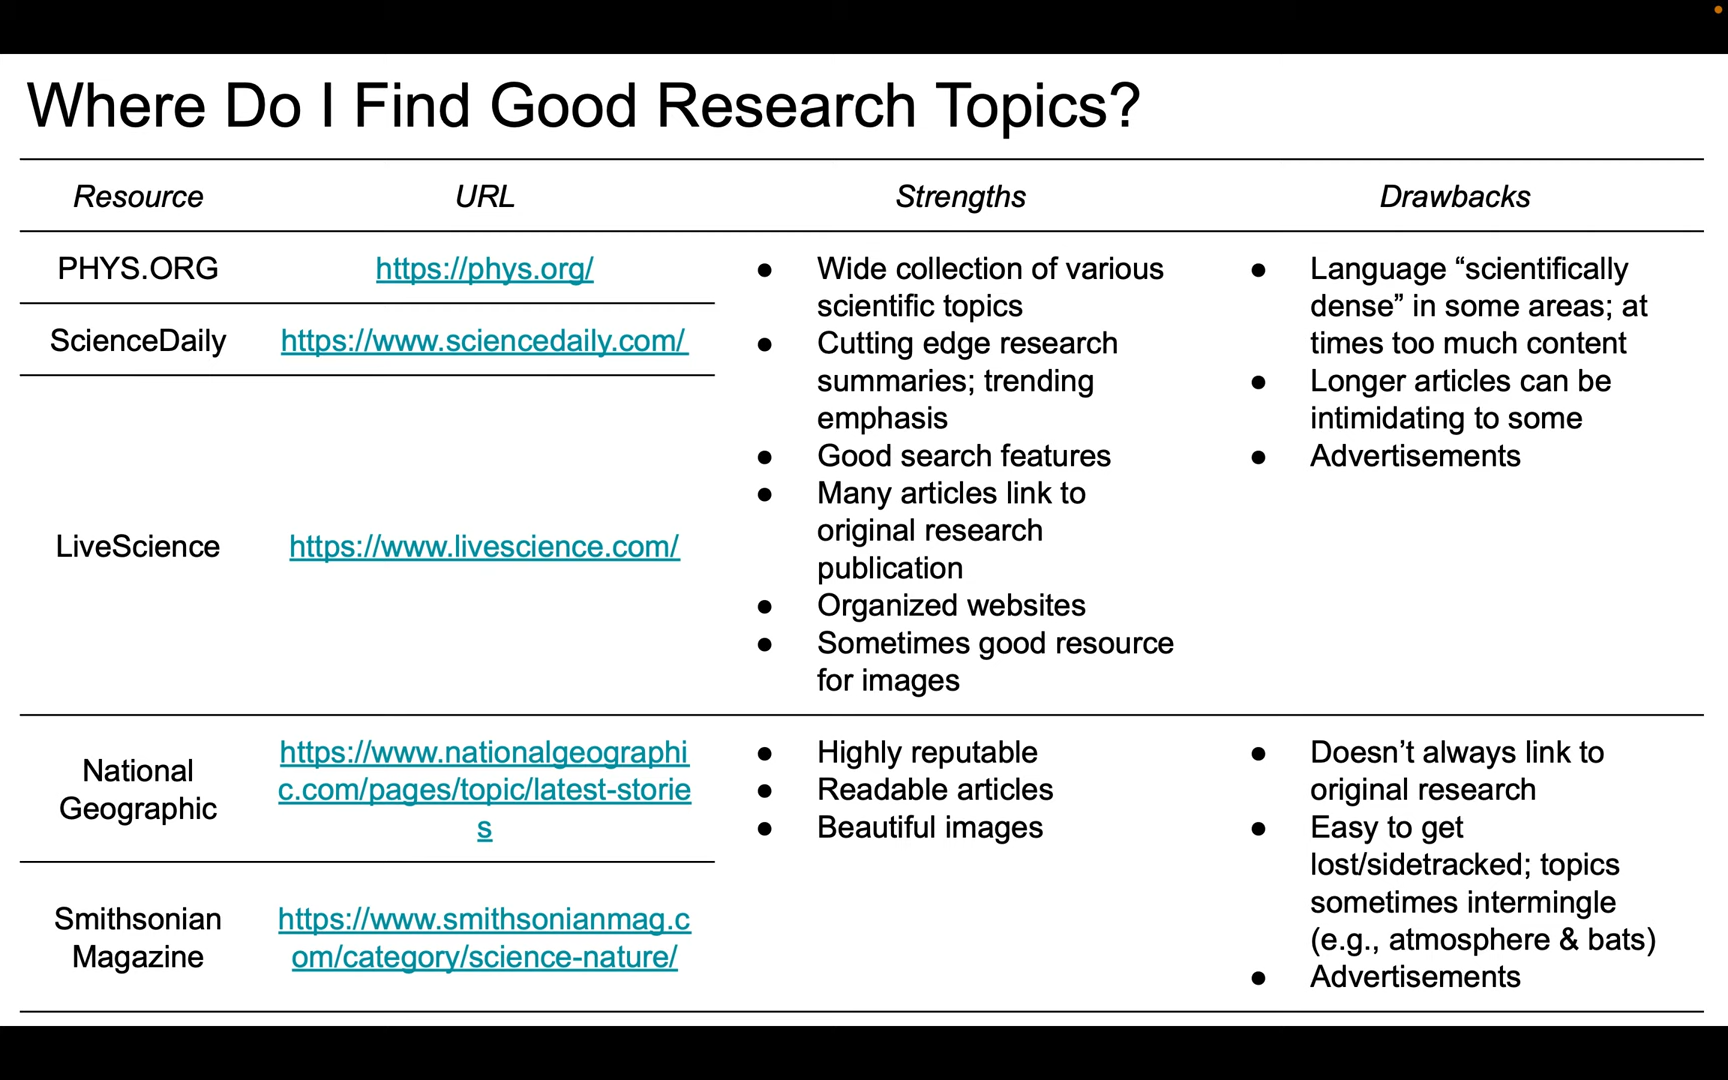 Where Do I Find Good Research Topics?
Resource URL Strengths Drawbacks
PHYS.ORG https://phys.org/
ScienceDaily https://www.sciencedaily.com/
LiveScience https://www.livescience.com/
● Wide collection of various
scientific topics
● Cutting edge research
summaries; trending
emphasis
● Good search features
● Many articles link to
original research
publication
● Organized websites
● Sometimes good resource
for images
● Language “scientifically
dense” in some areas; at
times too much content
● Longer articles can be
intimidating to some
● Advertisements
National
Geographic
https://www.nationalgeographi
c.com/pages/topic/latest-storie
s
Smithsonian
Magazine
https://www.smithsonianmag.c
om/category/science-nature/
● Highly reputable
● Readable articles
● Beautiful images
● Doesn’t always link to
original research
● Easy to get
lost/sidetracked; topics
sometimes intermingle
(e.g., atmosphere & bats)
● Advertisements